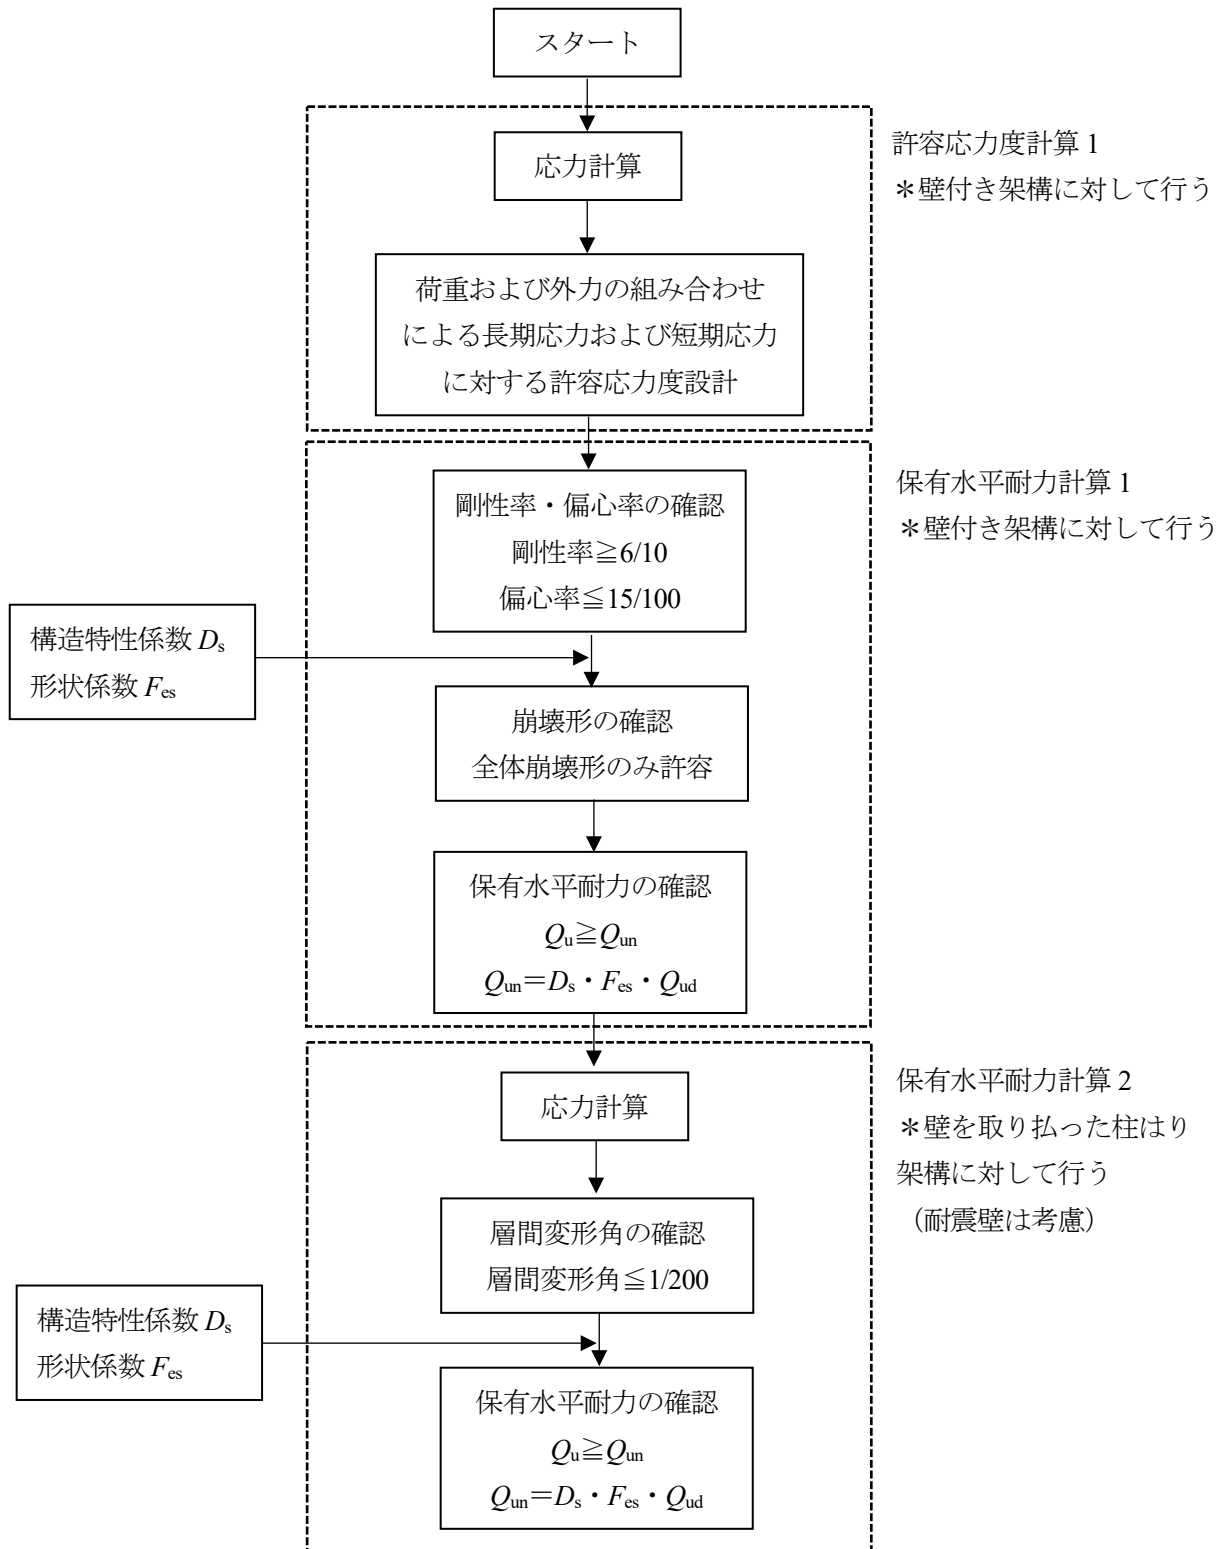 スタート
応力計算
荷重および外力の組み合わせ
による長期応力および短期応力
に対する許容応力度設計
許容応力度計算 1
＊壁付き架構に対して行う
剛性率・偏心率の確認
剛性率≧6/10
偏心率≦15/100
保有水平耐力計算 1
＊壁付き架構に対して行う
構造特性係数 Ds
形状係数 Fes
崩壊形の確認
全体崩壊形のみ許容
保有水平耐力の確認
Qu≧Qun
Qun＝Ds・Fes・Qud
応力計算
保有水平耐力計算 2
＊壁を取り払った柱はり
架構に対して行う
（耐震壁は考慮）
層間変形角の確認
層間変形角≦1/200
構造特性係数 Ds
形状係数 Fes
保有水平耐力の確認
Qu≧Qun
Qun＝Ds・Fes・Qud